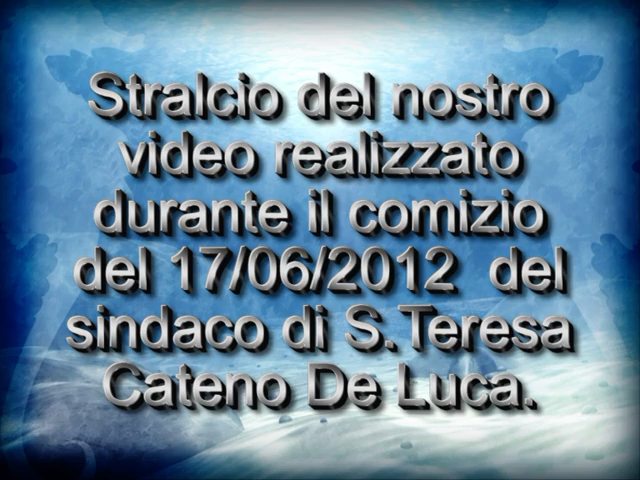 Stralcio del nostro
video realizzato
durante il comizio
del 17/06/2012 del
sindaco di S.Teresa
Cateno De Luca.